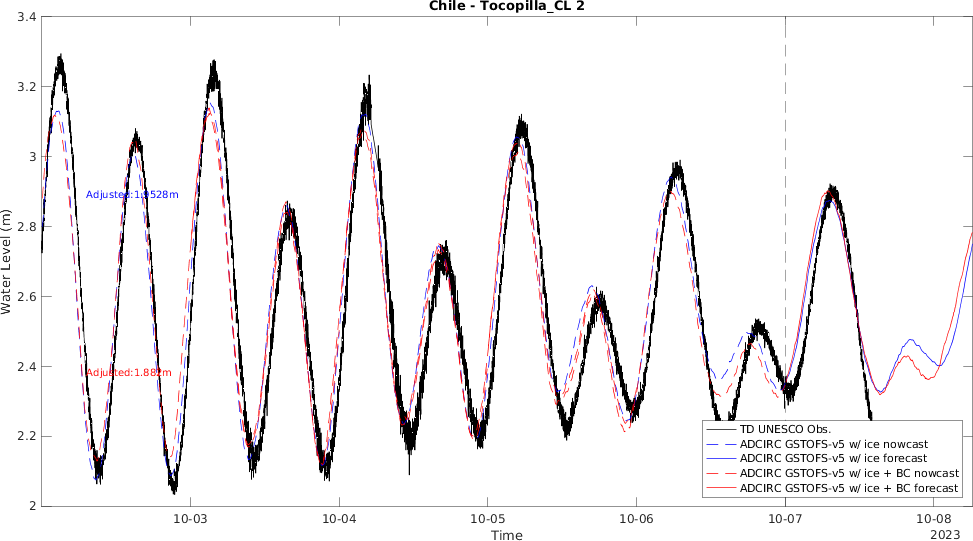 Chile - Tocopilla_CL 2
3.4
3.2
3
2.8
2.6
2.4
2.2
2
Water Level (m)
Adjusted:1.9528m
Adjusted:1.882m
TD UNESCO Obs.
ADCIRC GSTOFS-v5 w/ ice nowcast
ADCIRC GSTOFS-v5 w/ ice forecast
ADCIRC GSTOFS-v5 w/ ice + BC nowcast
ADCIRC GSTOFS-v5 w/ ice + BC forecast
10-03 10-04 10-05 10-06 10-07 10-08
Time
2023